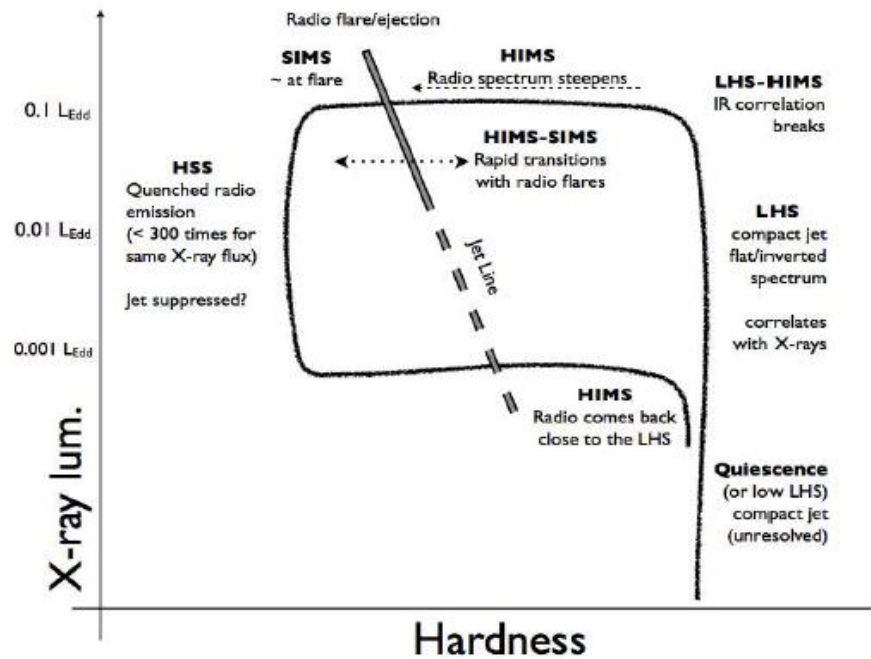 Radio flare/ejection
SIMS
~ at flare
HIMS
Radio spectrum steepens
LHS-HIMS
IR correlation
breaks
0.1 LEdd
HIMS-SIMS
Rapid transitions
with radio flares
HSS
Quenched radio
emission
(< 300 times for
same X-ray flux)
Jet suppressed?
0.01 LEdd
LHS
compact jet
flat/inverted
spectrum
correlates
with X-rays
Jet Line
0.001 LEdd
HIMS
Radio comes back
close to the LHS
Quiescence
(or low LHS)
compact jet
(unresolved)
X-ray lum.
Hardness